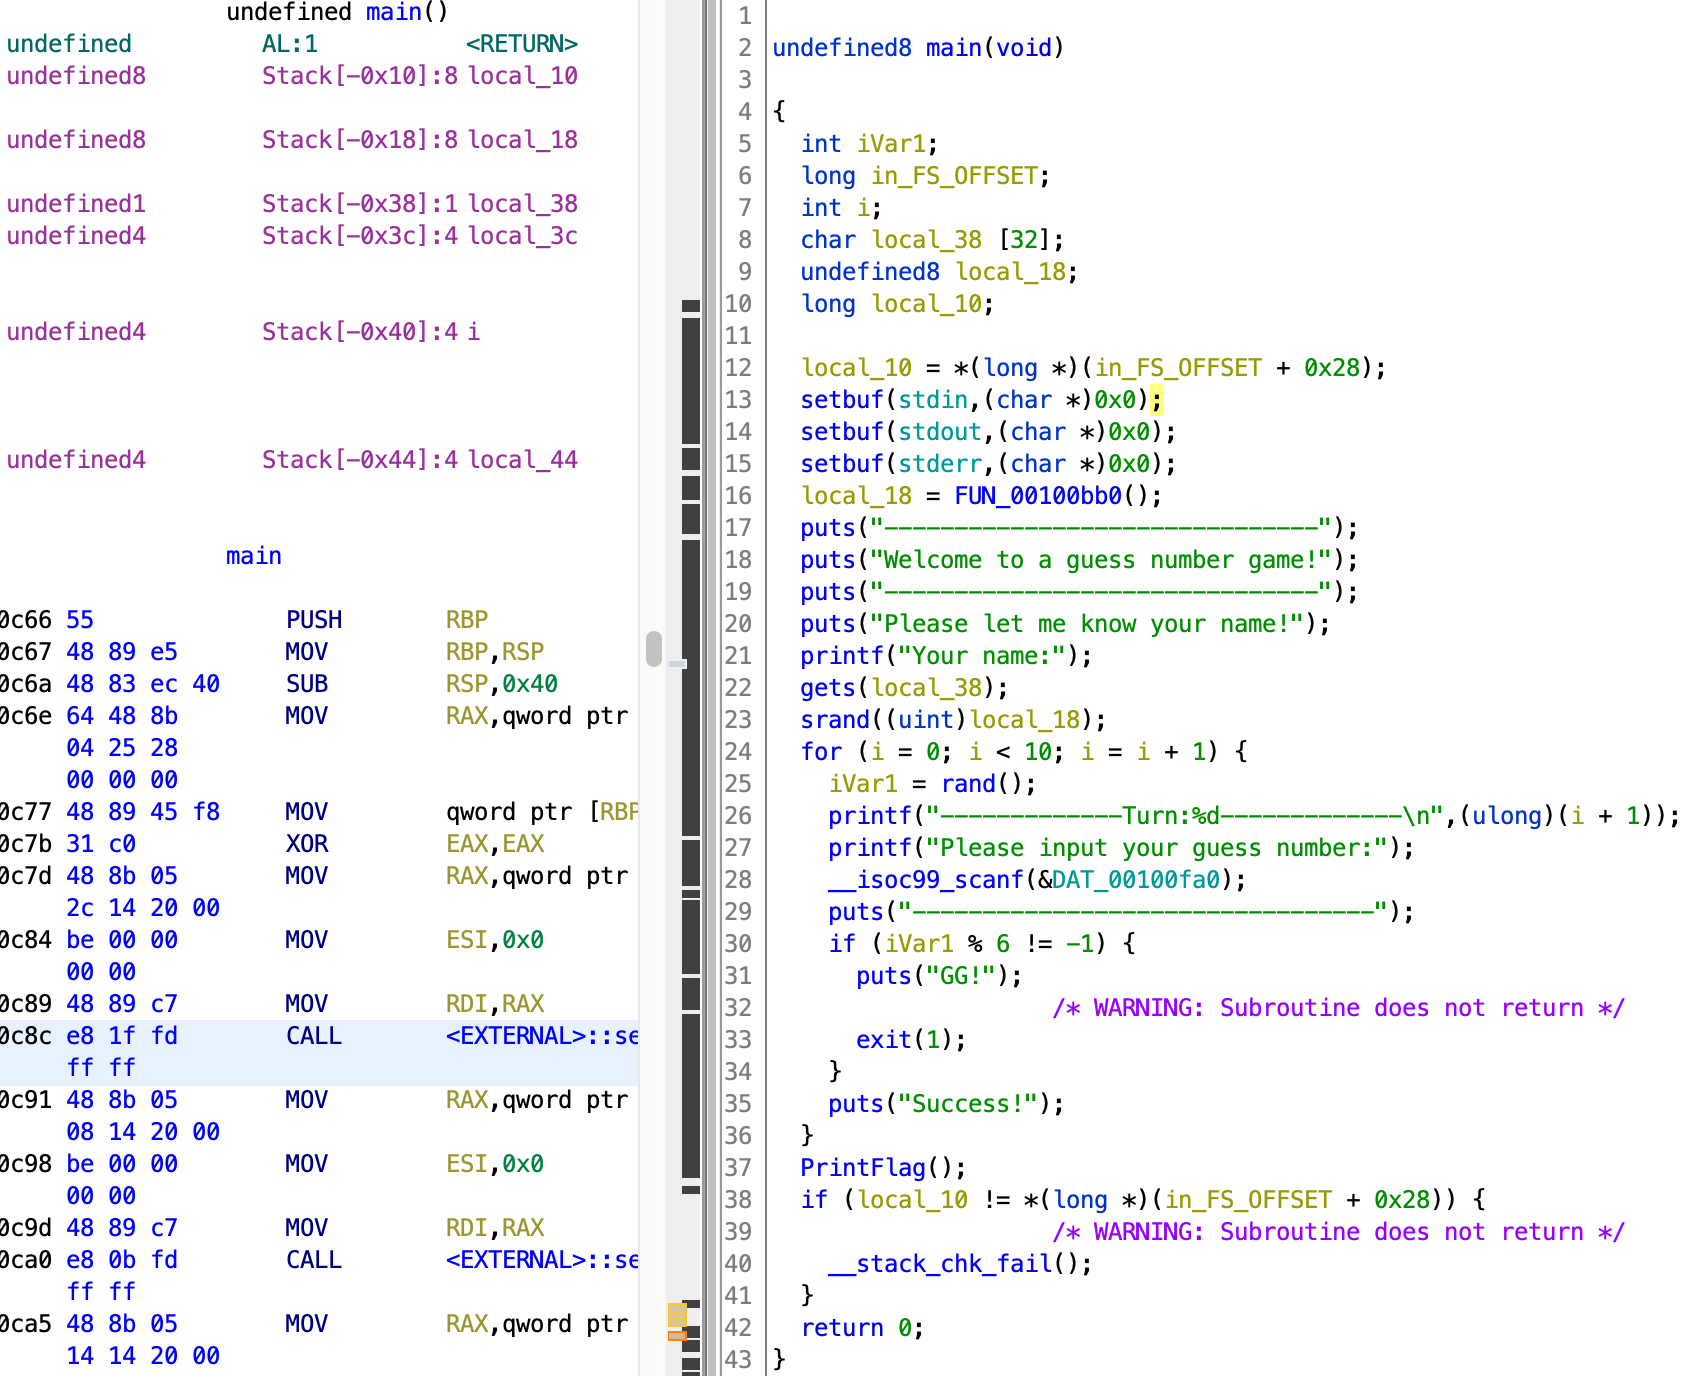 undefined main()
undefined AL:1 <RETURN>
undefined8 Stack[-0x10]:8 local_10
undefined8 Stack[-0x18]:8 local_18
undefined1 Stack[-0x38]:1 local_38
undefined4 Stack[-0x3c]:4 local_3c
undefined4 Stack[-0x40]:4 i
undefined4 Stack[-0x44]:4 local_44
main
0c66 55 PUSH RBP
0c67 48 89 e5 MOV RBP,RSP
0c6a 48 83 ec 40 SUB RSP,0x40
0c6e 64 48 8b MOV RAX,qword ptr
04 25 28
00 00 00
0c77 48 89 45 f8 MOV qword ptr [RBP
0c7b 31 c0 XOR EAX,EAX
0c7d 48 8b 05 MOV RAX,qword ptr
2c 14 20 00
0c84 be 00 00 MOV ESI,0x0
00 00
0c89 48 89 c7 MOV RDI,RAX
0c8c e8 1f fd CALL <EXTERNAL>::se
ff ff
0c91 48 8b 05 MOV RAX,qword ptr
08 14 20 00
0c98 be 00 00 MOV ESI,0x0
00 00
0c9d 48 89 c7 MOV RDI,RAX
0ca0 e8 0b fd CALL <EXTERNAL>::se
ff ff
0ca5 48 8b 05 MOV RAX,qword ptr
14 14 20 00
1
2 undefined8 main(void)
3
4 {
5 int iVar1;
6 long in_FS_OFFSET;
7 int i;
8 char local_38 [32];
9 undefined8 local_18;
10 long local_10;
11
12 local_10 = *(long *)(in_FS_OFFSET + 0x28);
13 setbuf(stdin,(char *)0x0);
14 setbuf(stdout,(char *)0x0);
15 setbuf(stderr,(char *)0x0);
16 local_18 = FUN_00100bb0();
17 puts("-------------------------------");
18 puts("Welcome to a guess number game!");
19 puts("-------------------------------");
20 puts("Please let me know your name!");
21 printf("Your name:");
22 gets(local_38);
23 srand((uint)local_18);
24 for (i = 0; i < 10; i = i + 1) {
25 iVar1 = rand();
26 printf("-------------Turn:%d-------------\n",(ulong)(i + 1));
27 printf("Please input your guess number:");
28 __isoc99_scanf(&DAT_00100fa0);
29 puts("---------------------------------");
30 if (iVar1 % 6 != -1) {
31 puts("GG!");
32 /* WARNING: Subroutine does not return */
33 exit(1);
34 }
35 puts("Success!");
36 }
37 PrintFlag();
38 if (local_10 != *(long *)(in_FS_OFFSET + 0x28)) {
39 /* WARNING: Subroutine does not return */
40 __stack_chk_fail();
41 }
42 return 0;
43 }